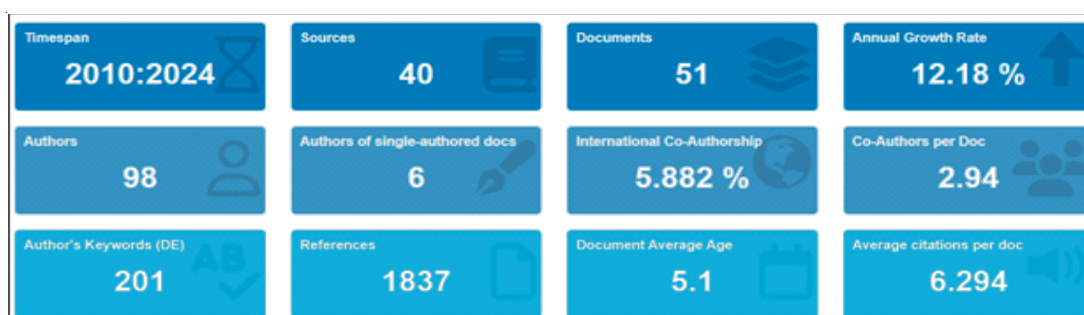 Timespan
2010:2024
Sources
40
Documents
51
Annual Growth Rate
12.18 %
Authors
98
Authors of single-authored docs
6
International Co-Authorship
5.882 %
Co-Authors per Doc
2.94
Author's Keywords (DE)
201
AB
References
1837
Document Average Age
5.1
Average citations per doc
6.294